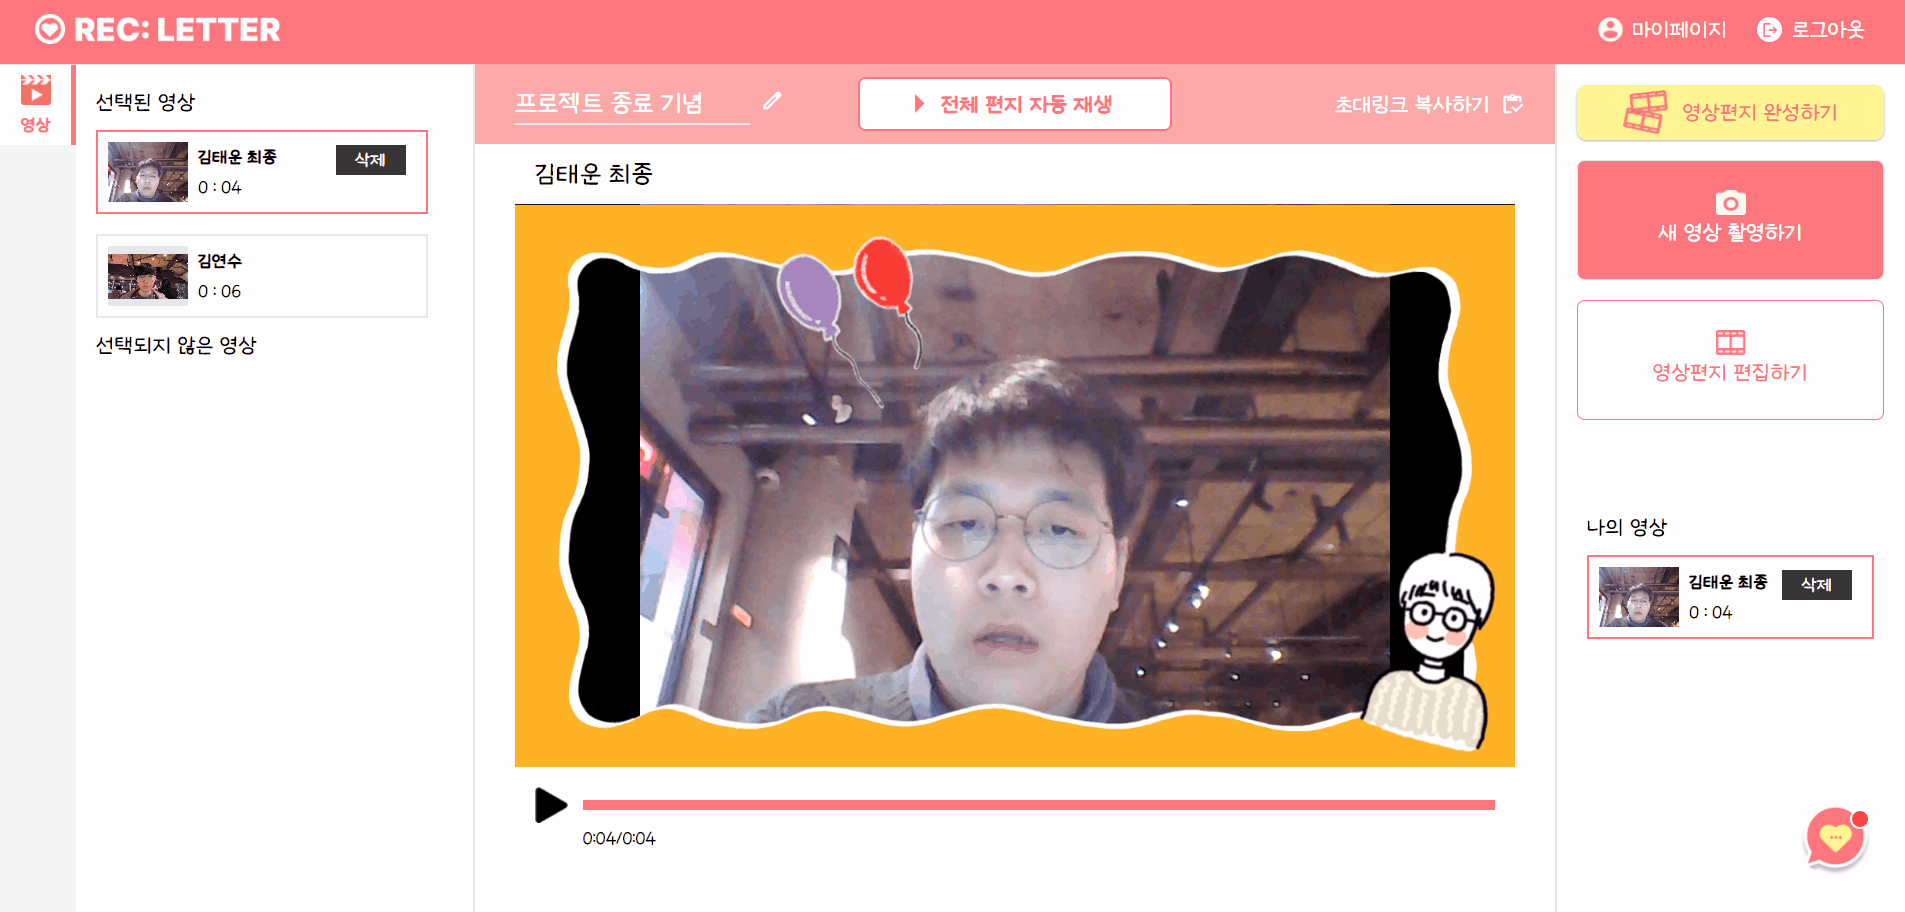 REC: LETTER
마이페이지
로그아웃
영상
선택된 영상
김태운 최종
삭제
0 : 04
김연수
0 : 06
선택되지 않은 영상
프로젝트 종료 기념
전체 편지 자동 재생
초대링크 복사하기
김태운 최종
0:04/0:04
영상편지 완성하기
새 영상 촬영하기
영상편지 편집하기
나의 영상
김태운 최종
삭제
0 : 04